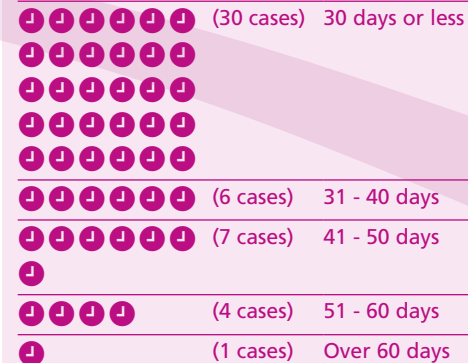 (30 cases) 30 days or less
(6 cases) 31 - 40 days
(7 cases) 41 - 50 days
(4 cases) 51 - 60 days
(1 cases) Over 60 days